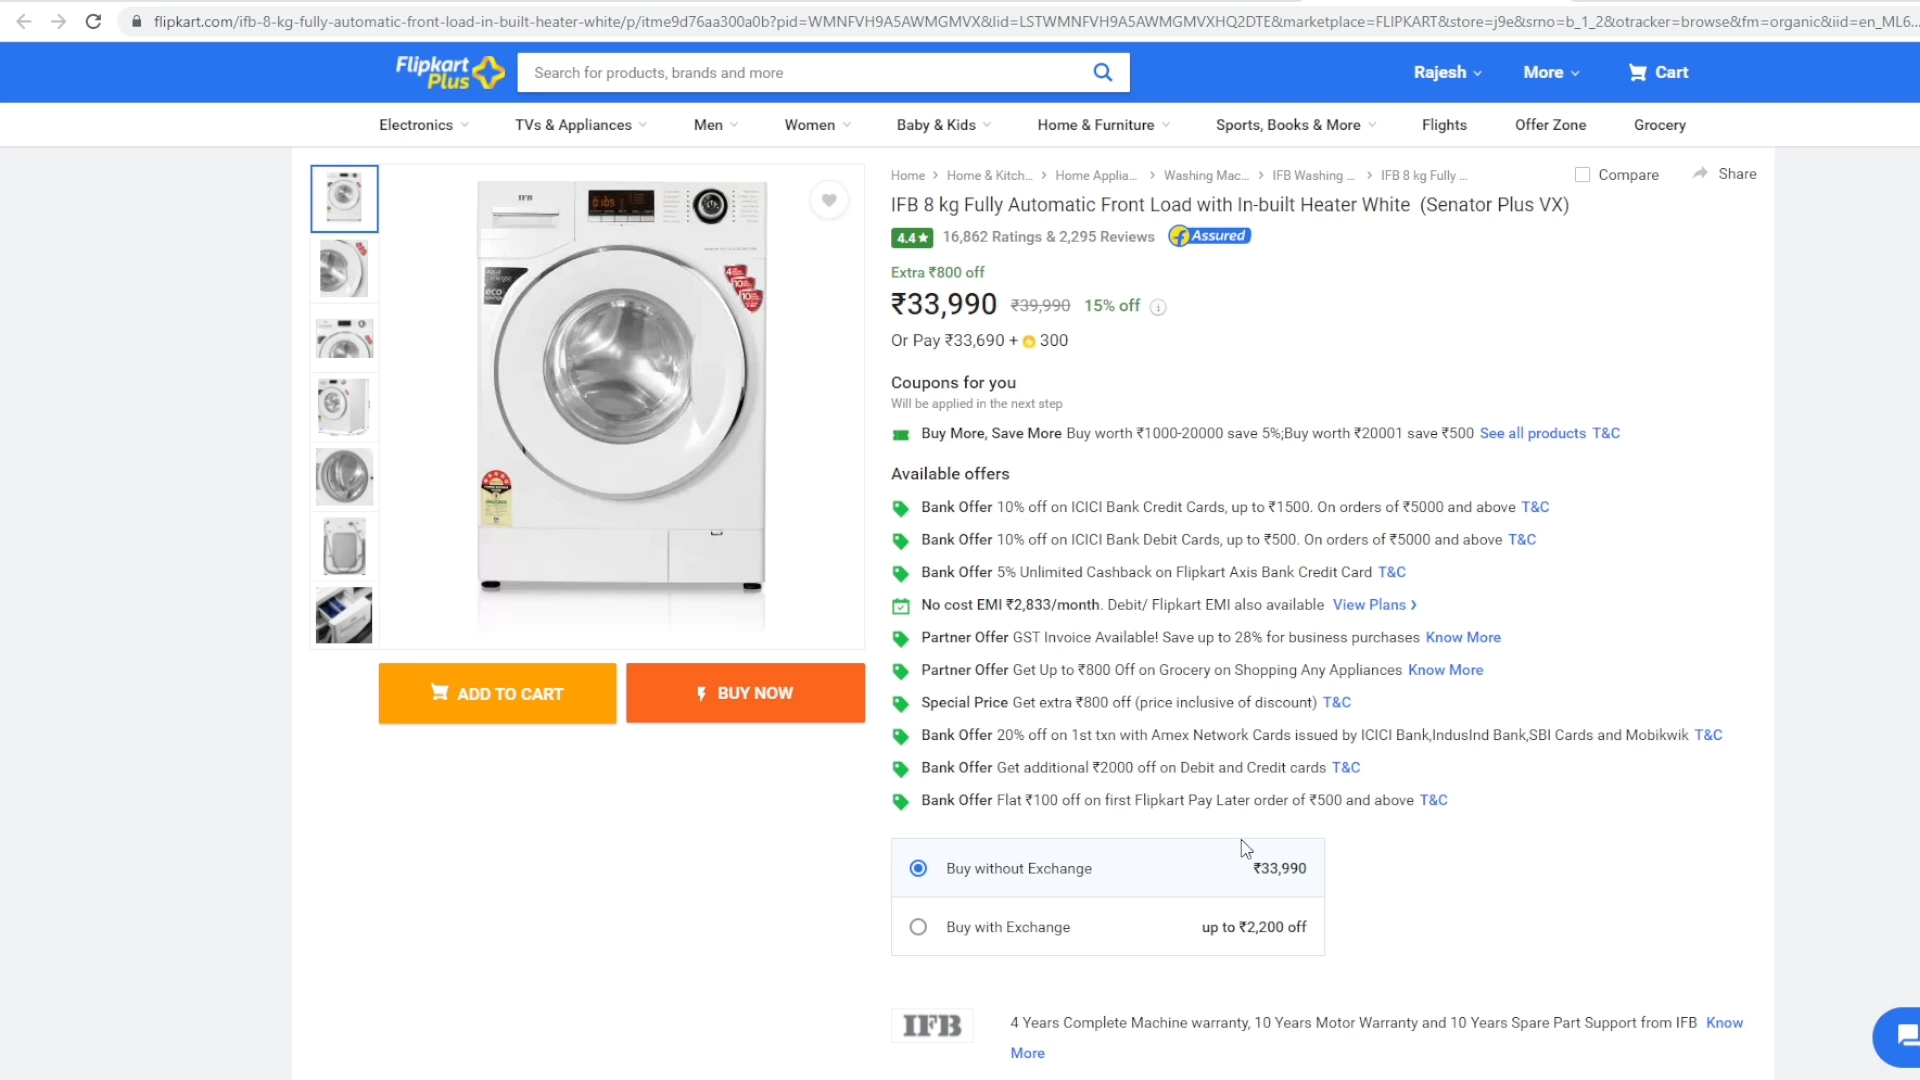 flipkart.com/ifb-8-kg-fully-automatic-front-load-in-built-heater-white/p/itme9d76aa300a0b?pid=WMNFVH9A5AWMGMVX&lid=LSTWMNFVH9A5AWMGMVXHQ2DTE&marketplace=FLIPKART&store=j9e&srno=b_1_2&otracker=browse&fm=organic&iid=en_ML6...
Flipkart
Plus
Search for products, brands and more
Rajesh
More
Cart
Electronics
TVs & Appliances
Men
Women
Baby & Kids
Home & Furniture
Sports, Books & More
Flights
Offer Zone
Grocery
Home > Home & Kitch... > Home Applia... > Washing Mac... > IFB Washing ... > IFB 8 kg Fully ...
Compare
Share
IFB 8 kg Fully Automatic Front Load with In-built Heater White (Senator Plus VX)
4.4★ 16,862 Ratings & 2,295 Reviews Assured
Extra ₹800 off
₹33,990 ₹39,990 15% off
Or Pay ₹33,690 + 300
Coupons for you
Will be applied in the next step
Buy More, Save More Buy worth ₹1000-20000 save 5%;Buy worth ₹20001 save ₹500 See all products T&C
Available offers
Bank Offer 10% off on ICICI Bank Credit Cards, up to ₹1500. On orders of ₹5000 and above T&C
Bank Offer 10% off on ICICI Bank Debit Cards, up to ₹500. On orders of ₹5000 and above T&C
Bank Offer 5% Unlimited Cashback on Flipkart Axis Bank Credit Card T&C
No cost EMI ₹2,833/month. Debit/ Flipkart EMI also available View Plans >
Partner Offer GST Invoice Available! Save up to 28% for business purchases Know More
Partner Offer Get Up to ₹800 Off on Grocery on Shopping Any Appliances Know More
Special Price Get extra ₹800 off (price inclusive of discount) T&C
Bank Offer 20% off on 1st txn with Amex Network Cards issued by ICICI Bank,IndusInd Bank,SBI Cards and Mobikwik T&C
Bank Offer Get additional ₹2000 off on Debit and Credit cards T&C
Bank Offer Flat ₹100 off on first Flipkart Pay Later order of ₹500 and above T&C
IFB
ADD TO CART
BUY NOW
Buy without Exchange ₹33,990
Buy with Exchange up to ₹2,200 off
IFB
4 Years Complete Machine warranty, 10 Years Motor Warranty and 10 Years Spare Part Support from IFB Know
More